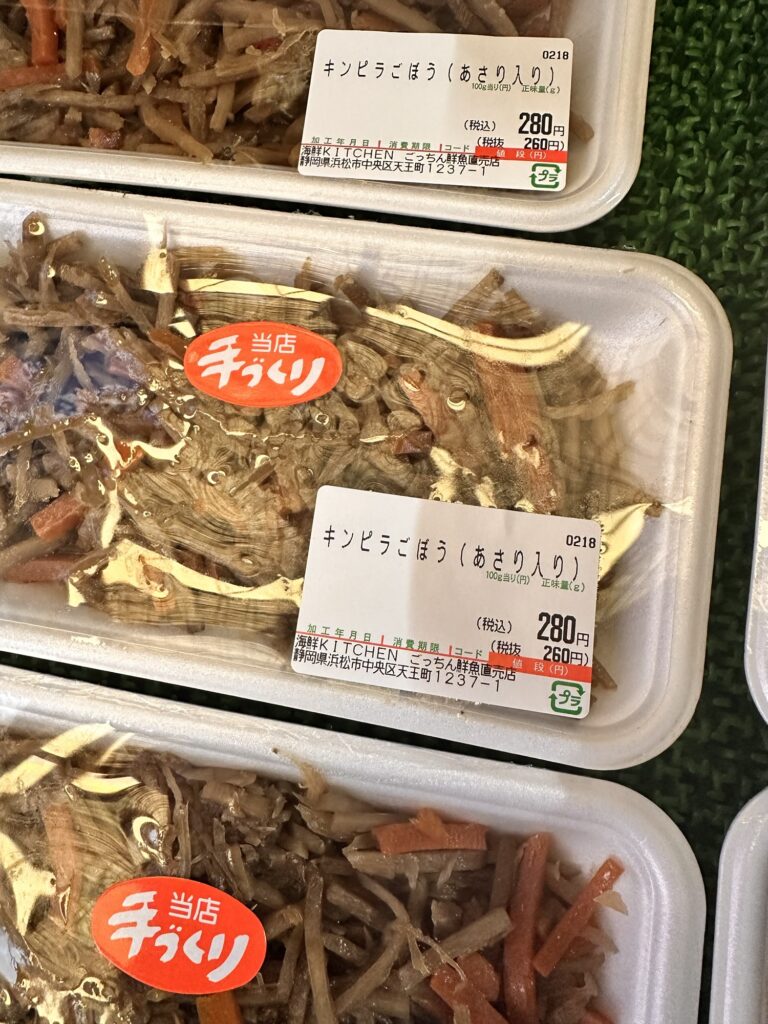 0218
キンピラごぼう(あさり入り)
100g当り(円) 正味量(g)
(税込) 280円
(税抜 260円)
加工年月日 消費期限 コード 値段(円)
海鮮KITCHEN ごっちん鮮魚直売店
静岡県浜松市中央区天王町1237-1
プラ
当店
手づくり
0218
キンピラごぼう(あさり入り)
100g当り(円) 正味量(g)
(税込) 280円
(税抜 260円)
加工年月日 消費期限 コード 値段(円)
海鮮KITCHEN ごっちん鮮魚直売店
静岡県浜松市中央区天王町1237-1
プラ
当店
手づくり